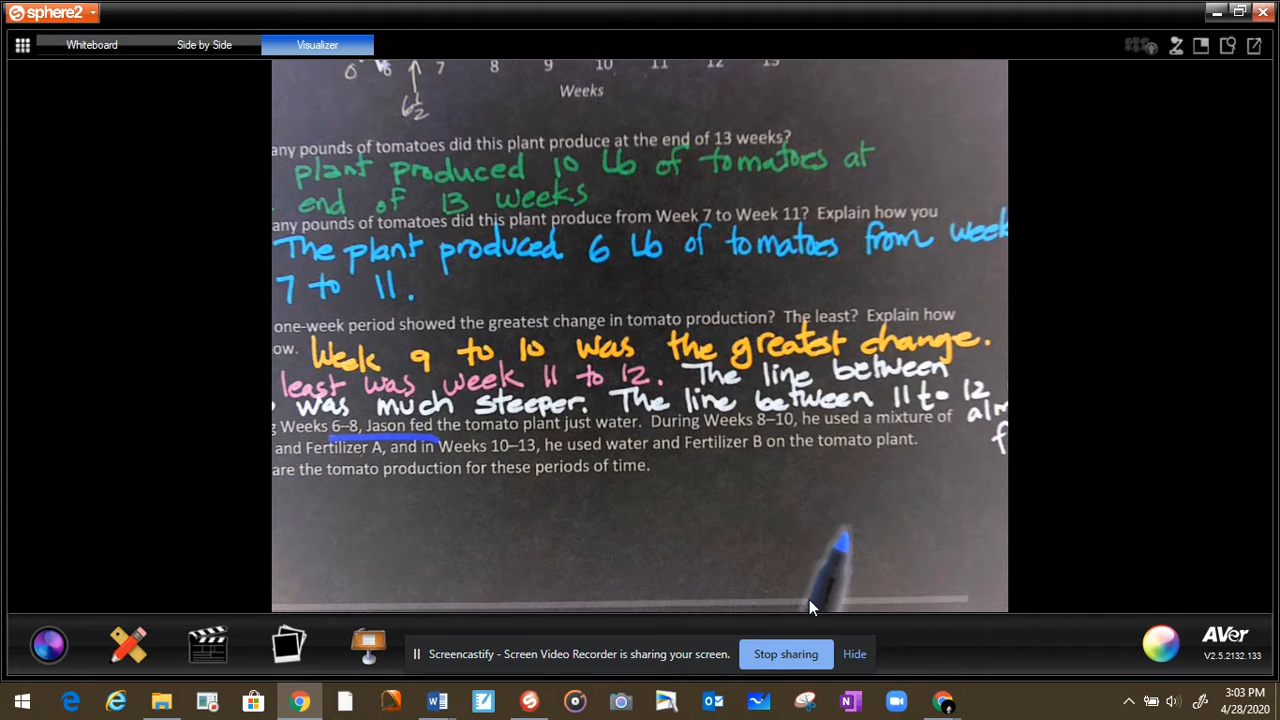 sphere2
Whiteboard Side by Side Visualizer
7 8 9 10 11 12 13
Weeks
6½
any pounds of tomatoes did this plant produce at the end of 13 weeks?
plant produced 10 Lb of tomatoes at
end of 13 weeks
any pounds of tomatoes did this plant produce from Week 7 to Week 11? Explain how you
The plant produced 6 Lb of tomatoes from week
7 to 11.
one-week period showed the greatest change in tomato production? The least? Explain how
ow. Week 9 to 10 was the greatest change.
least was week 11 to 12. The line between
was much steeper. The line between 11 to 12
g Weeks 6–8, Jason fed the tomato plant just water. During Weeks 8–10, he used a mixture of
and Fertilizer A, and in Weeks 10–13, he used water and Fertilizer B on the tomato plant.
are the tomato production for these periods of time.
Screencastify - Screen Video Recorder is sharing your screen. Stop sharing Hide
AVer
V2.5.2132.133
3:03 PM
4/28/2020